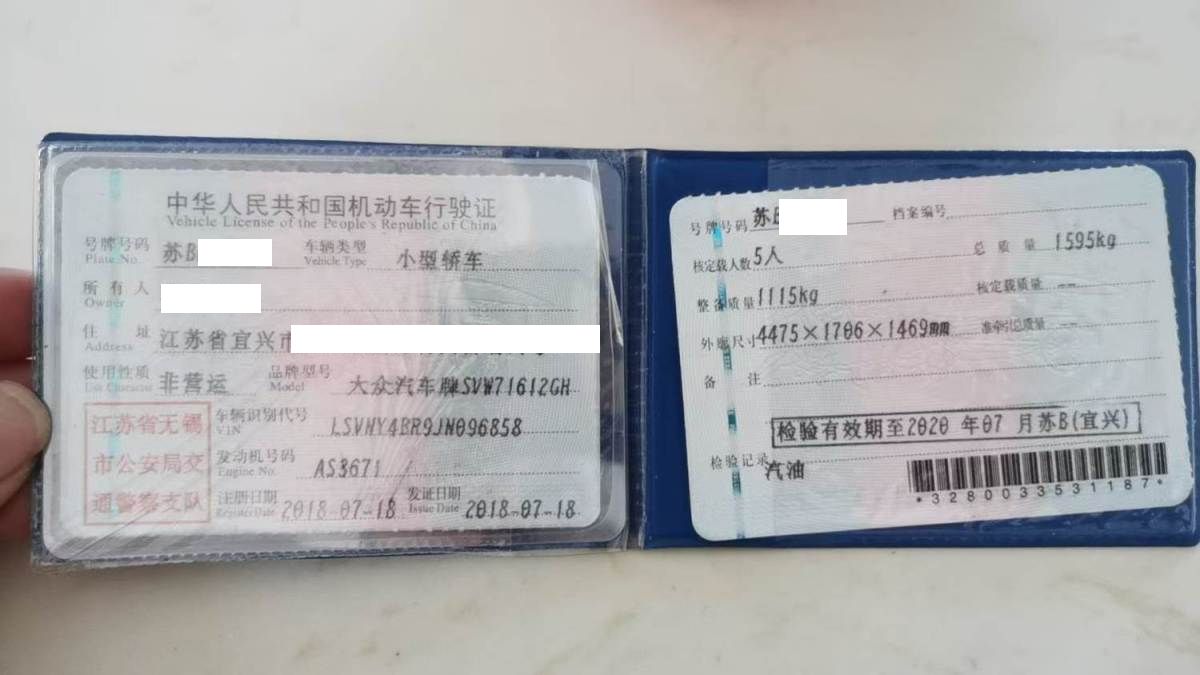 中华人民共和国机动车行驶证
Vehicle License of the People's Republic of China
号牌号码 苏B 车辆类型 小型轿车
Plate No. Vehicle Type
所有人
Owner
住址 江苏省宜兴市
Address
使用性质 非营运 品牌型号 大众汽车牌SVW71612GH
Use Character Model
江苏省无锡
市公安局交
通警察支队
车辆识别代号 LSVNY4BR9JN096858
VIN
发动机号码 AS3671
Engine No.
注册日期 2018-07-18 发证日期 2018-07-18
Register Date Issue Date
号牌号码 苏B 档案编号
核定载人数 5人 总质量 1595kg
整备质量 1115kg 核定载质量 --
外廓尺寸 4475×1706×1469mm 准牵引总质量 --
备注
检验有效期至2020年07月苏B(宜兴)
检验记录
汽油
*3280033531187*